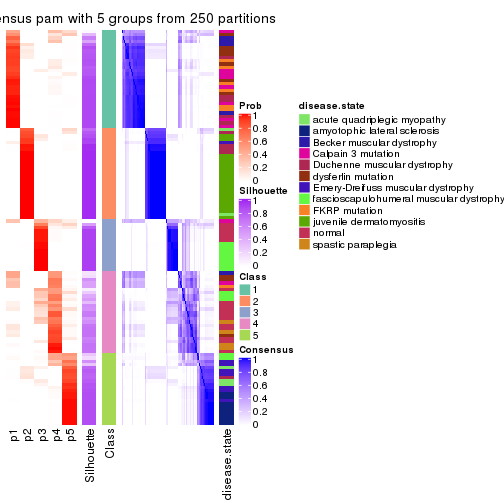 ensus pam with 5 groups from 250 partitions
Prob
1
0.8
0.6
0.4
0.2
0
Silhouette
1
0.8
0.6
0.4
0.2
0
Class
1
2
3
4
5
Consensus
1
0.8
0.6
0.4
0.2
0
disease.state
acute quadriplegic myopathy
amyotophic lateral sclerosis
Becker muscular dystrophy
Calpain 3 mutation
Duchenne muscular dystrophy
dysferlin mutation
Emery-Dreifuss muscular dystrophy
fascioscapulohumeral muscular dystrophy
FKRP mutation
juvenile dermatomyositis
normal
spastic paraplegia
p1
p2
p3
p4
p5
Silhouette
Class
disease.state